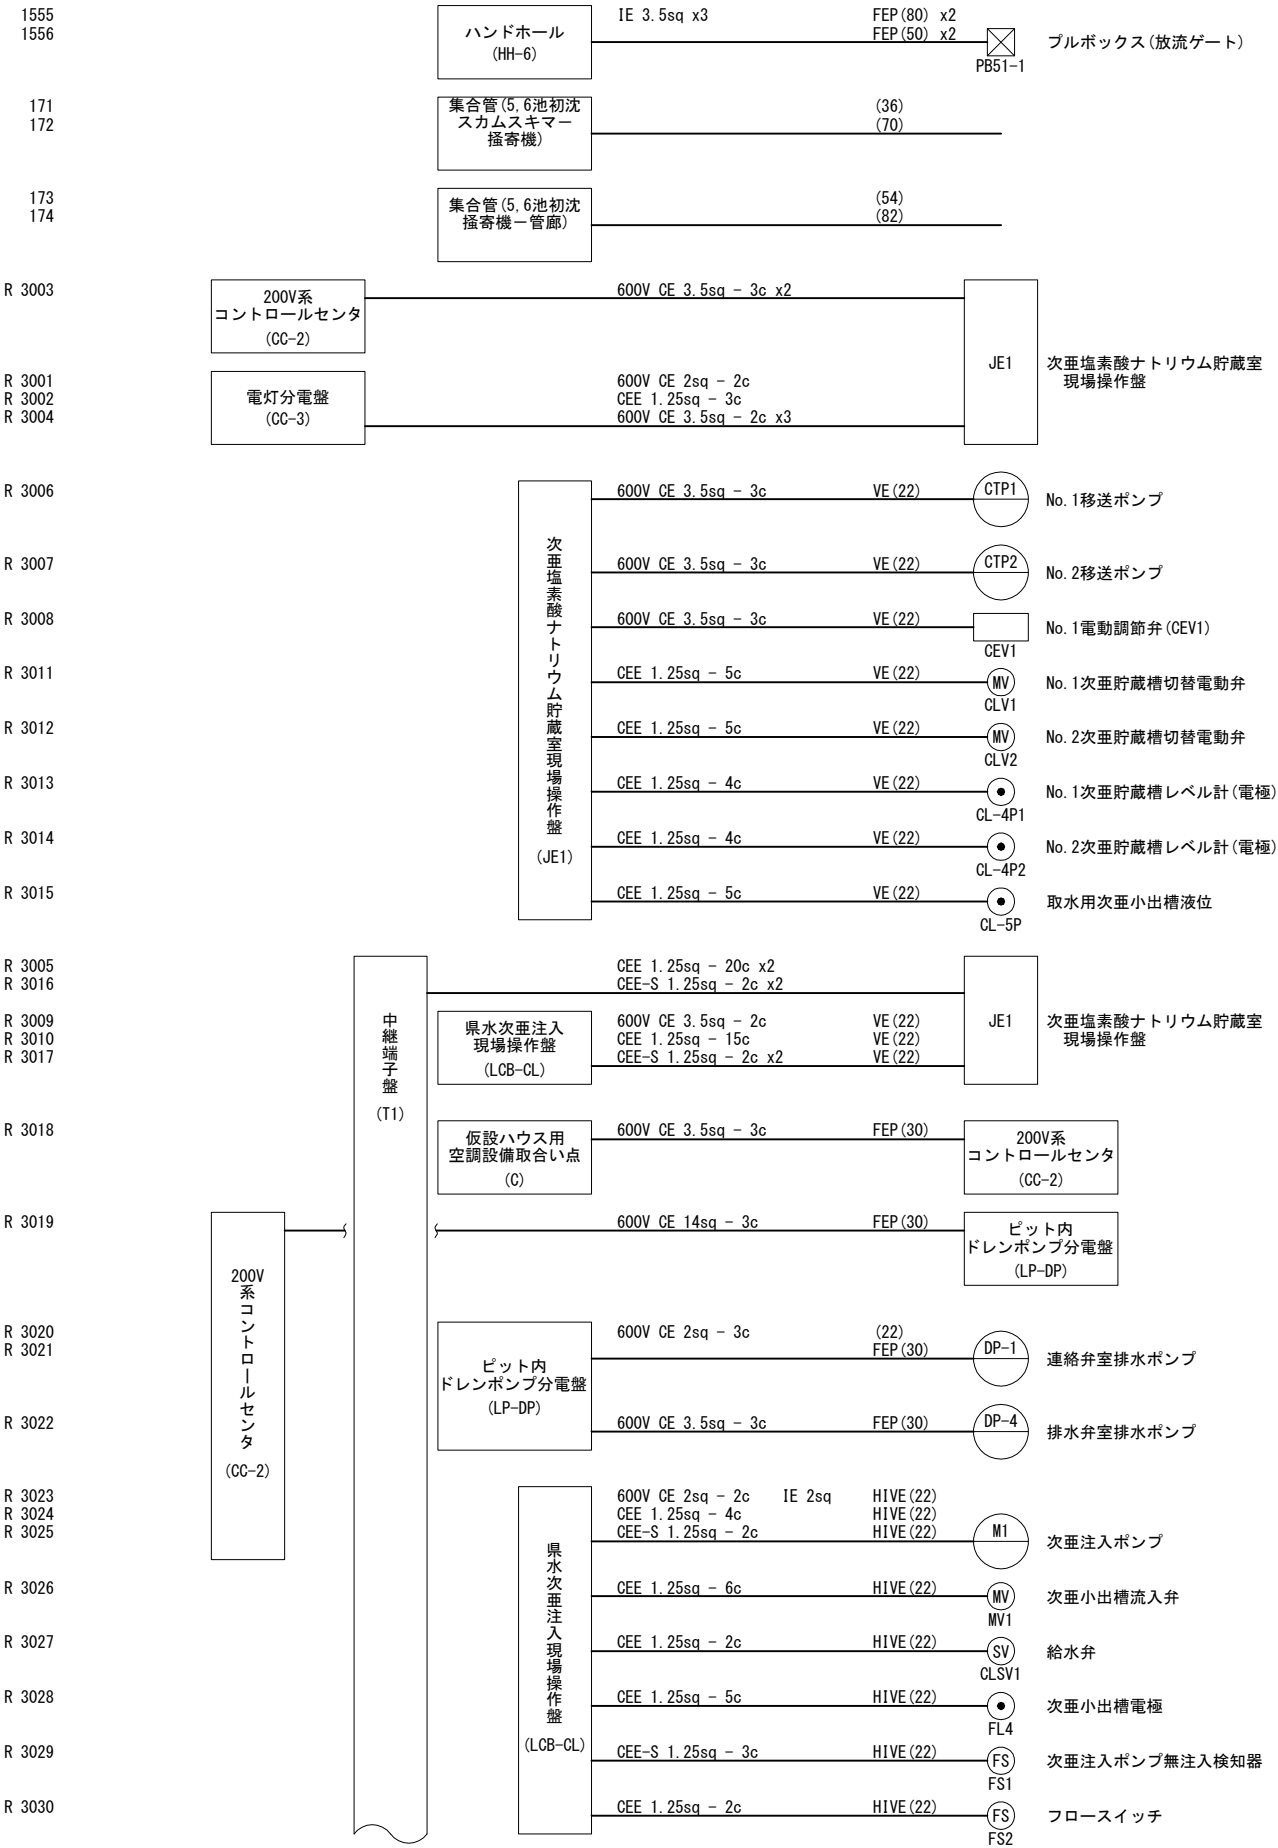 1555
1556
ハンドホール
(HH-6)
IE 3.5sq x3
FEP(80) x2
FEP(50) x2
PB51-1
プルボックス(放流ゲート)
171
172
集合管(5,6池初沈
スカムスキマー
掻寄機)
(36)
(70)
173
174
集合管(5,6池初沈
掻寄機ー管廊)
(54)
(82)
R 3003
200V系
コントロールセンタ
(CC-2)
600V CE 3.5sq - 3c x2
R 3001
R 3002
R 3004
電灯分電盤
(CC-3)
600V CE 2sq - 2c
CEE 1.25sq - 3c
600V CE 3.5sq - 2c x3
JE1
次亜塩素酸ナトリウム貯蔵室
現場操作盤
次亜塩素酸ナトリウム貯蔵室現場操作盤
(JE1)
R 3006
600V CE 3.5sq - 3c
VE(22)
CTP1
No.1移送ポンプ
R 3007
600V CE 3.5sq - 3c
VE(22)
CTP2
No.2移送ポンプ
R 3008
600V CE 3.5sq - 3c
VE(22)
CEV1
No.1電動調節弁(CEV1)
R 3011
CEE 1.25sq - 5c
VE(22)
MV
CLV1
No.1次亜貯蔵槽切替電動弁
R 3012
CEE 1.25sq - 5c
VE(22)
MV
CLV2
No.2次亜貯蔵槽切替電動弁
R 3013
CEE 1.25sq - 4c
VE(22)
CL-4P1
No.1次亜貯蔵槽レベル計(電極)
R 3014
CEE 1.25sq - 4c
VE(22)
CL-4P2
No.2次亜貯蔵槽レベル計(電極)
R 3015
CEE 1.25sq - 5c
VE(22)
CL-5P
取水用次亜小出槽液位
中継端子盤
(T1)
R 3005
R 3016
CEE 1.25sq - 20c x2
CEE-S 1.25sq - 2c x2
R 3009
R 3010
R 3017
県水次亜注入
現場操作盤
(LCB-CL)
600V CE 3.5sq - 2c
CEE 1.25sq - 15c
CEE-S 1.25sq - 2c x2
VE(22)
VE(22)
VE(22)
JE1
次亜塩素酸ナトリウム貯蔵室
現場操作盤
R 3018
仮設ハウス用
空調設備取合い点
(C)
600V CE 3.5sq - 3c
FEP(30)
200V系
コントロールセンタ
(CC-2)
R 3019
200V系コントロールセンタ
(CC-2)
600V CE 14sq - 3c
FEP(30)
ピット内
ドレンポンプ分電盤
(LP-DP)
R 3020
R 3021
ピット内
ドレンポンプ分電盤
(LP-DP)
600V CE 2sq - 3c
(22)
FEP(30)
DP-1
連絡弁室排水ポンプ
R 3022
600V CE 3.5sq - 3c
FEP(30)
DP-4
排水弁室排水ポンプ
県水次亜注入現場操作盤
(LCB-CL)
R 3023
R 3024
R 3025
600V CE 2sq - 2c IE 2sq
CEE 1.25sq - 4c
CEE-S 1.25sq - 2c
HIVE(22)
HIVE(22)
HIVE(22)
M1
次亜注入ポンプ
R 3026
CEE 1.25sq - 6c
HIVE(22)
MV
MV1
次亜小出槽流入弁
R 3027
CEE 1.25sq - 2c
HIVE(22)
SV
CLSV1
給水弁
R 3028
CEE 1.25sq - 5c
HIVE(22)
FL4
次亜小出槽電極
R 3029
CEE-S 1.25sq - 3c
HIVE(22)
FS
FS1
次亜注入ポンプ無注入検知器
R 3030
CEE 1.25sq - 2c
HIVE(22)
FS
FS2
フロースイッチ